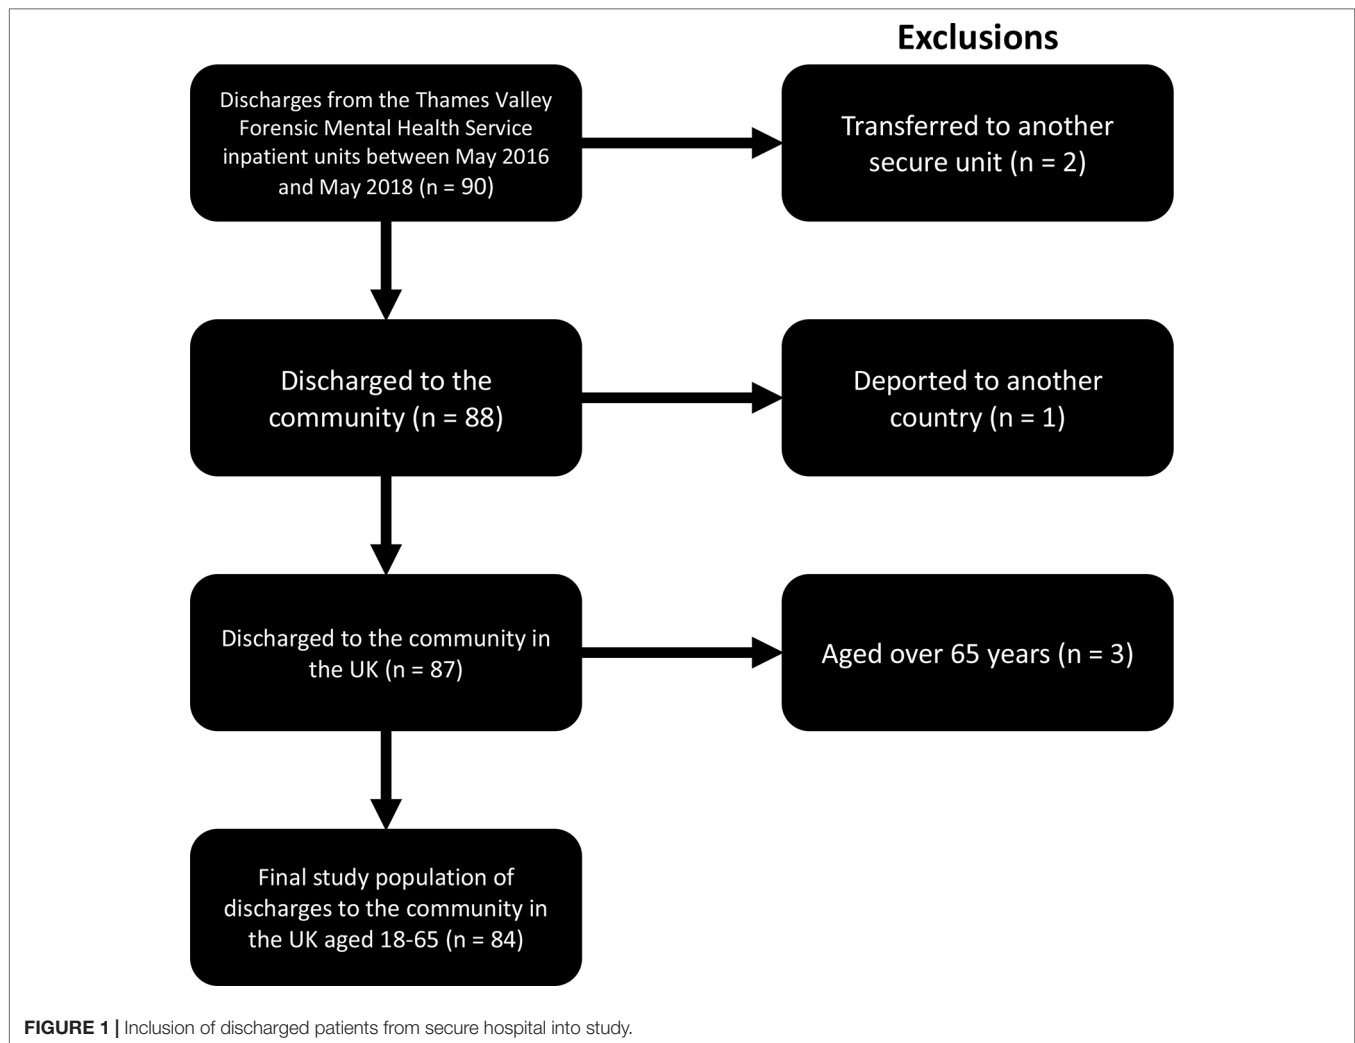 Exclusions
Discharges from the Thames Valley
Forensic Mental Health Service
inpatient units between May 2016
and May 2018 (n = 90)
Transferred to another
secure unit (n = 2)
Discharged to the
community (n = 88)
Deported to another
country (n = 1)
Discharged to the community in
the UK (n = 87)
Aged over 65 years (n = 3)
Final study population of
discharges to the community in
the UK aged 18-65 (n = 84)
FIGURE 1 | Inclusion of discharged patients from secure hospital into study.